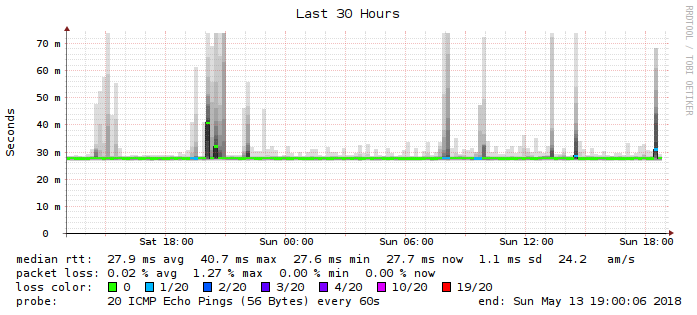 Last 30 Hours
RRDTOOL / TOBI OETIKER
Seconds
70 m
60 m
50 m
40 m
30 m
20 m
10 m
0
Sat 18:00 Sun 00:00 Sun 06:00 Sun 12:00 Sun 18:00
median rtt: 27.9 ms avg 40.7 ms max 27.6 ms min 27.7 ms now 1.1 ms sd 24.2 am/s
packet loss: 0.02 % avg 1.27 % max 0.00 % min 0.00 % now
loss color: 0 1/20 2/20 3/20 4/20 10/20 19/20
probe: 20 ICMP Echo Pings (56 Bytes) every 60s end: Sun May 13 19:00:06 2018